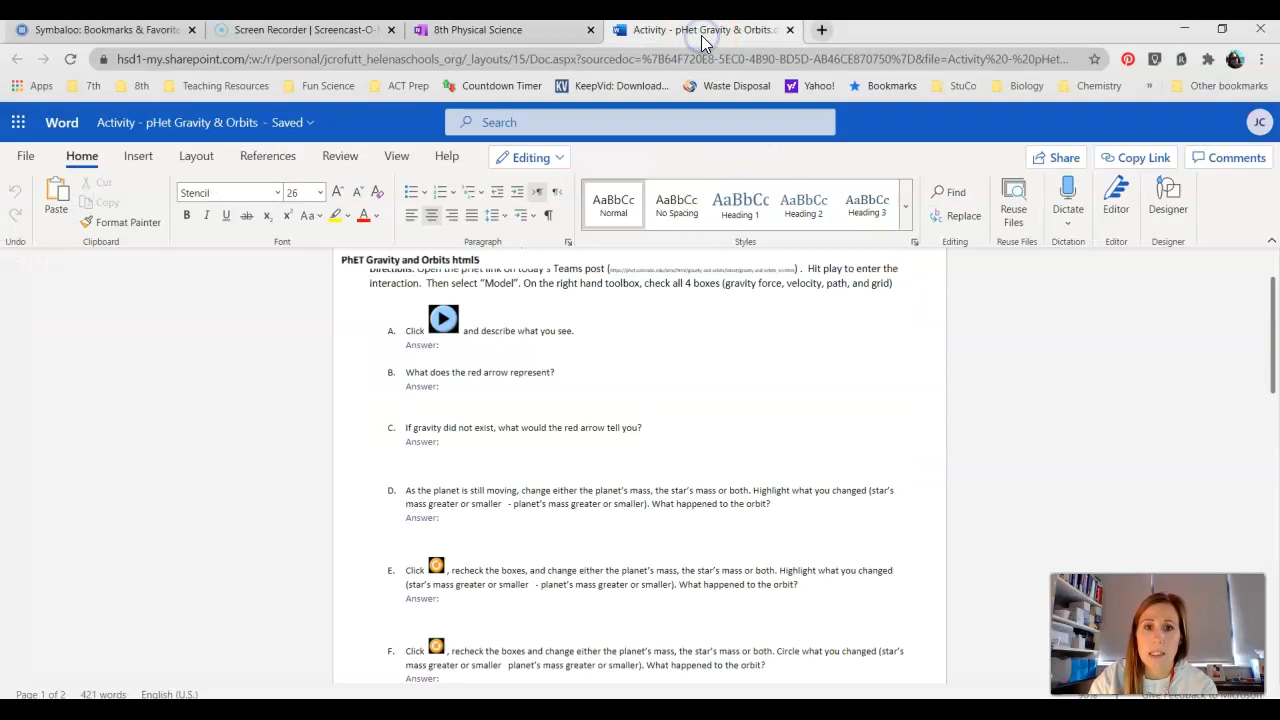 Symbaloo: Bookmarks & Favorite
Screen Recorder | Screencast-O-
8th Physical Science
Activity - pHet Gravity & Orbits.d
hsd1-my.sharepoint.com/:w:/r/personal/jcrofutt_helenaschools_org/_layouts/15/Doc.aspx?sourcedoc=%7B64F720E8-5EC0-4B90-BD5D-AB46CE870750%7D&file=Activity%20-%20pHet...
Apps 7th 8th Teaching Resources Fun Science ACT Prep Countdown Timer KeepVid: Download... Waste Disposal Yahoo! Bookmarks StuCo Biology Chemistry » Other bookmarks
Word Activity - pHet Gravity & Orbits - Saved Search JC
File Home Insert Layout References Review View Help Editing Share Copy Link Comments
Paste Cut Copy Format Painter
Stencil 26
AaBbCc AaBbCc AaBbCc AaBbCc AaBbCc
Normal No Spacing Heading 1 Heading 2 Heading 3
Find Replace
Reuse Files Dictate Editor Designer
Undo Clipboard Font Paragraph Styles Editing Reuse Files Dictation Editor Designer
PhET Gravity and Orbits html5
Directions: Open the phet link on today's Teams post ( ). Hit play to enter the
interaction. Then select “Model”. On the right hand toolbox, check all 4 boxes (gravity force, velocity, path, and grid)
A. Click and describe what you see.
Answer:
B. What does the red arrow represent?
Answer:
C. If gravity did not exist, what would the red arrow tell you?
Answer:
D. As the planet is still moving, change either the planet's mass, the star's mass or both. Highlight what you changed (star's
mass greater or smaller - planet's mass greater or smaller). What happened to the orbit?
Answer:
E. Click , recheck the boxes, and change either the planet's mass, the star's mass or both. Highlight what you changed
(star's mass greater or smaller - planet's mass greater or smaller). What happened to the orbit?
Answer:
F. Click , recheck the boxes and change either the planet's mass, the star's mass or both. Circle what you changed (star's
mass greater or smaller planet's mass greater or smaller). What happened to the orbit?
Answer:
Page 1 of 2 421 words English (U.S.) Give Feedback to Microsoft